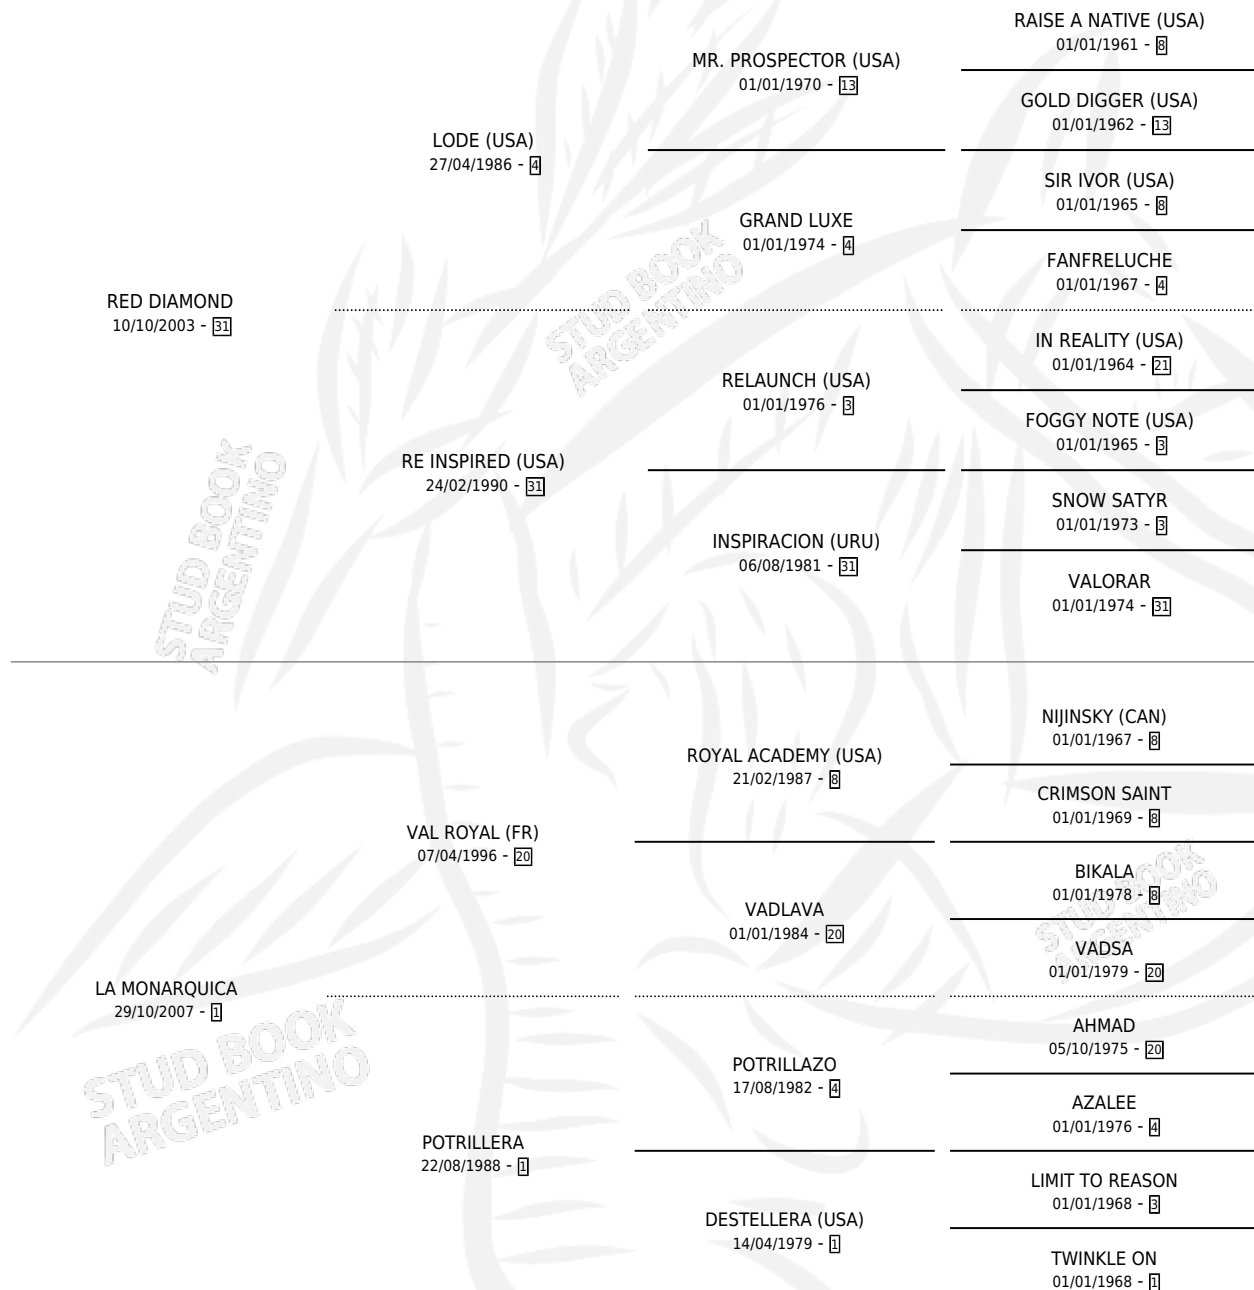 RAISE A NATIVE (USA)
01/01/1961 - 8
MR. PROSPECTOR (USA)
01/01/1970 - 13
GOLD DIGGER (USA)
01/01/1962 - 13
LODE (USA)
27/04/1986 - 4
SIR IVOR (USA)
01/01/1965 - 8
GRAND LUXE
01/01/1974 - 4
FANFRELUCHE
01/01/1967 - 4
STUD BOOK
ARGENTINO
RED DIAMOND
10/10/2003 - 31
IN REALITY (USA)
01/01/1964 - 21
RELAUNCH (USA)
01/01/1976 - 3
FOGGY NOTE (USA)
01/01/1965 - 3
RE INSPIRED (USA)
24/02/1990 - 31
SNOW SATYR
01/01/1973 - 3
INSPIRACION (URU)
06/08/1981 - 31
VALORAR
01/01/1974 - 31
STUD BOOK
ARGENTINO
NIJINSKY (CAN)
01/01/1967 - 8
ROYAL ACADEMY (USA)
21/02/1987 - 8
CRIMSON SAINT
01/01/1969 - 8
VAL ROYAL (FR)
07/04/1996 - 20
BIKALA
01/01/1978 - 8
VADLAVA
01/01/1984 - 20
VADSA
01/01/1979 - 20
STUD BOOK
ARGENTINO
LA MONARQUICA
29/10/2007 - 1
AHMAD
05/10/1975 - 20
POTRILLAZO
17/08/1982 - 4
AZALEE
01/01/1976 - 4
STUD BOOK
ARGENTINO
POTRILLERA
22/08/1988 - 1
LIMIT TO REASON
01/01/1968 - 3
DESTELLERA (USA)
14/04/1979 - 1
TWINKLE ON
01/01/1968 - 1